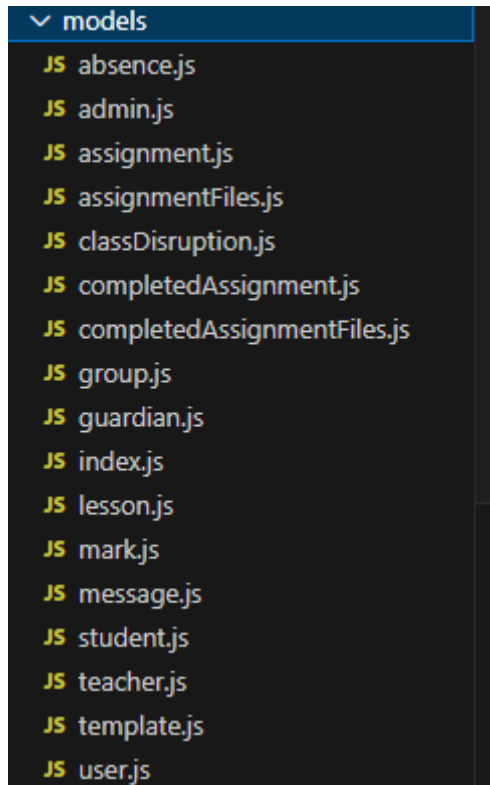 models
JS absence.js
JS admin.js
JS assignment.js
JS assignmentFiles.js
JS classDisruption.js
JS completedAssignment.js
JS completedAssignmentFiles.js
JS group.js
JS guardian.js
JS index.js
JS lesson.js
JS mark.js
JS message.js
JS student.js
JS teacher.js
JS template.js
JS user.js